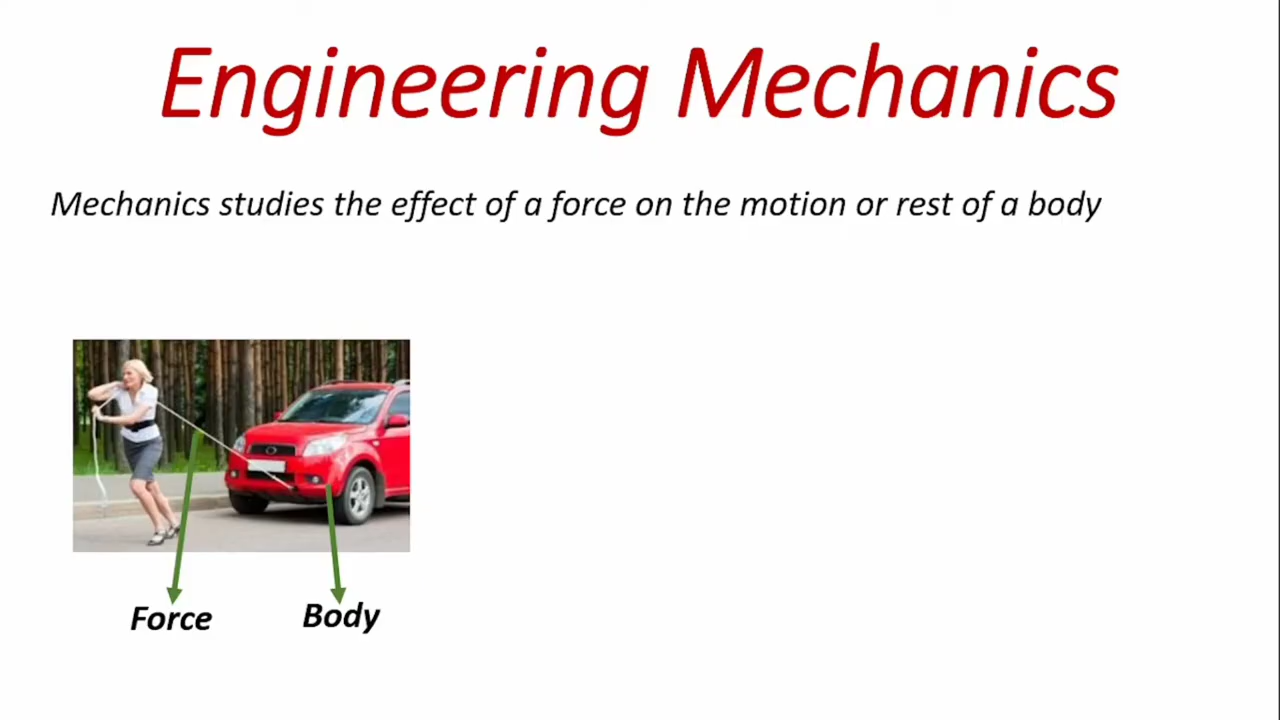 Engineering Mechanics
Mechanics studies the effect of a force on the motion or rest of a body
Force
Body